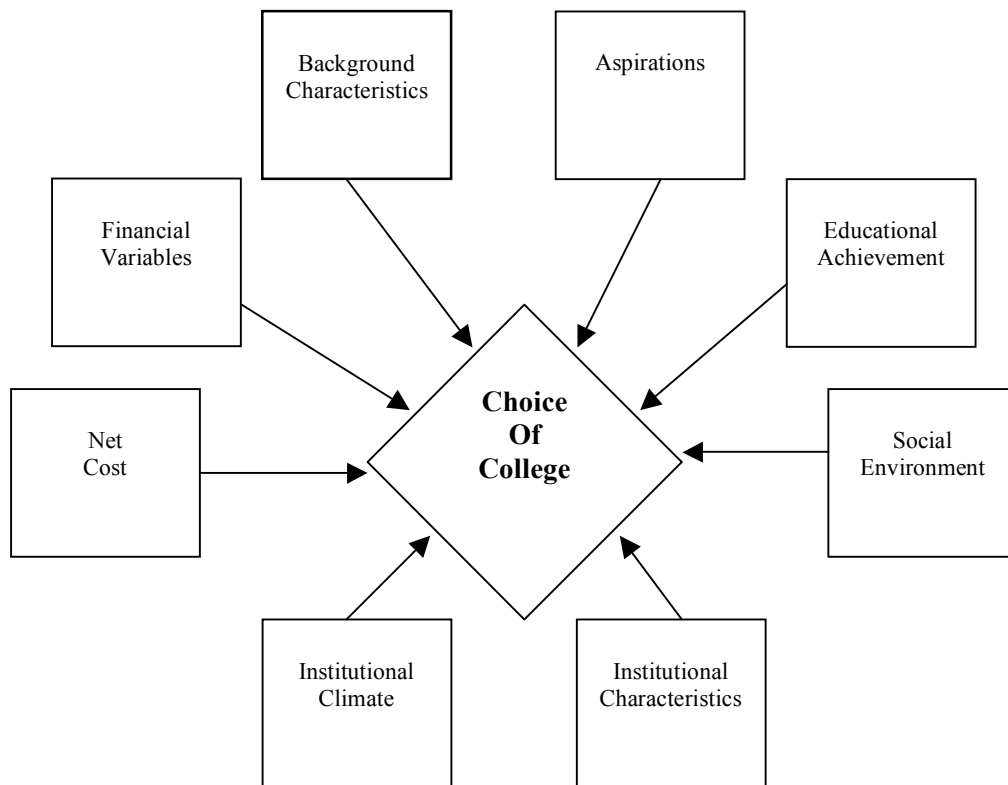 Background
Characteristics
Aspirations
Financial
Variables
Educational
Achievement
Choice
Of
College
Net
Cost
Social
Environment
Institutional
Climate
Institutional
Characteristics